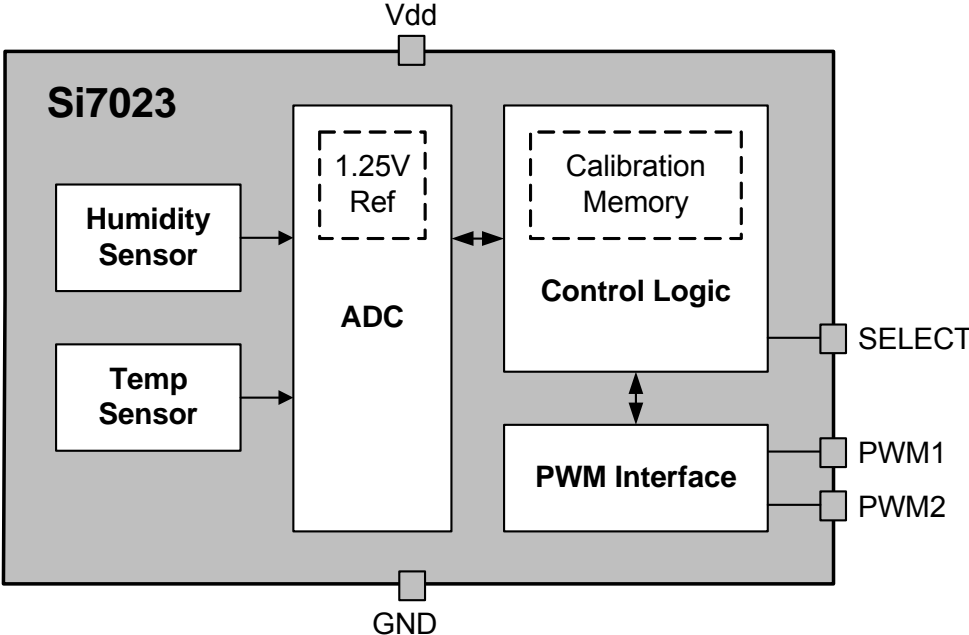 Vdd
Si7023
1.25V
Ref
Calibration
Memory
Humidity
Sensor
Control Logic
ADC
SELECT
Temp
Sensor
PWM Interface
PWM1
PWM2
GND